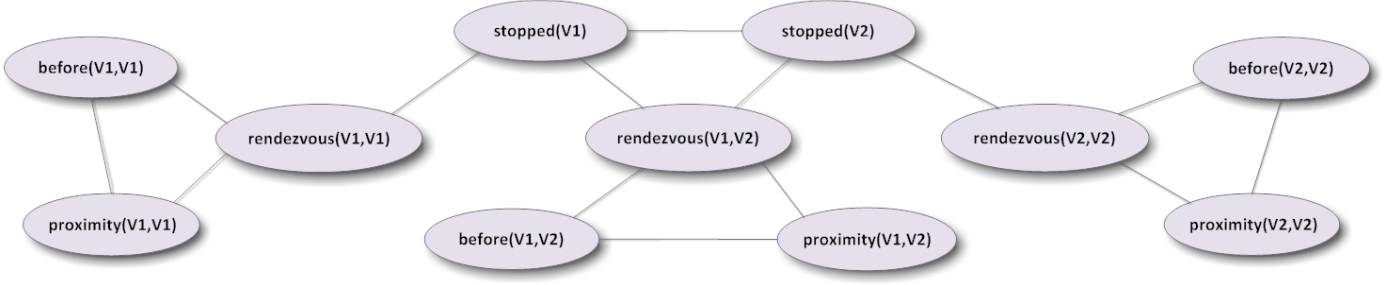 stopped(V1)
stopped(V2)
before(V1,V1)
before(V2,V2)
rendezvous(V1,V1)
rendezvous(V1,V2)
rendezvous(V2,V2)
proximity(V1,V1)
before(V1,V2)
proximity(V1,V2)
proximity(V2,V2)